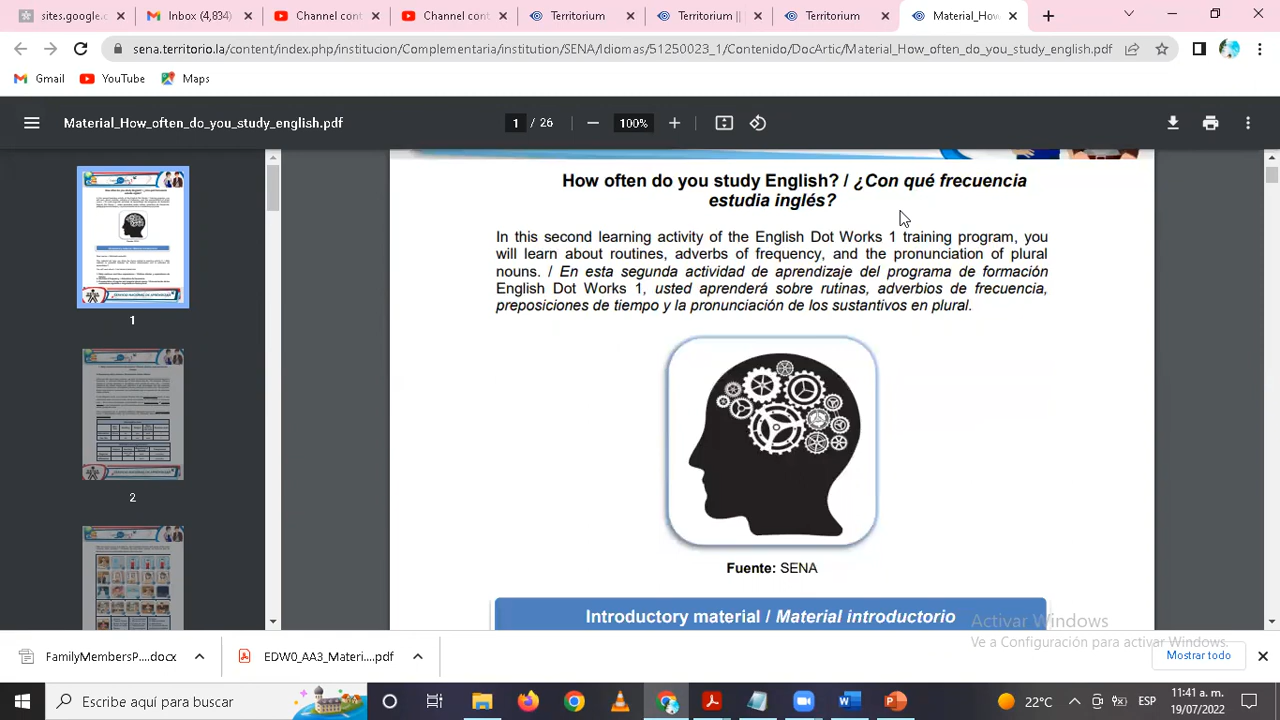 sites.google.c
Inbox (4,834)
Channel cont
Channel cont
Territorium
Territorium ||
Territorium
Material_Ho
sena.territorio.la/content/index.php/institucion/Complementaria/institution/SENA/Idiomas/51250023_1/Contenido/DocArtic/Material_How_often_do_you_study_english.pdf
Gmail
YouTube
Maps
Material_How_often_do_you_study_english.pdf
1 / 26
100%
How often do you study English? / ¿Con qué frecuencia
estudia inglés?
In this second learning activity of the English Dot Works 1 training program, you
will learn about routines, adverbs of frequency, and the pronunciation of plural
nouns. / En esta segunda actividad de aprendizaje del programa de formación
English Dot Works 1, usted aprenderá sobre rutinas, adverbios de frecuencia,
preposiciones de tiempo y la pronunciación de los sustantivos en plural.
Fuente: SENA
Introductory material / Material introductorio
1
2
Activar Windows
Ve a Configuración para activar Windows.
FamilyMembersP....docx
EDW0_AA3_Materi....pdf
Mostrar todo
Escribe aquí para buscar
22°C
ESP
11:41 a. m.
19/07/2022